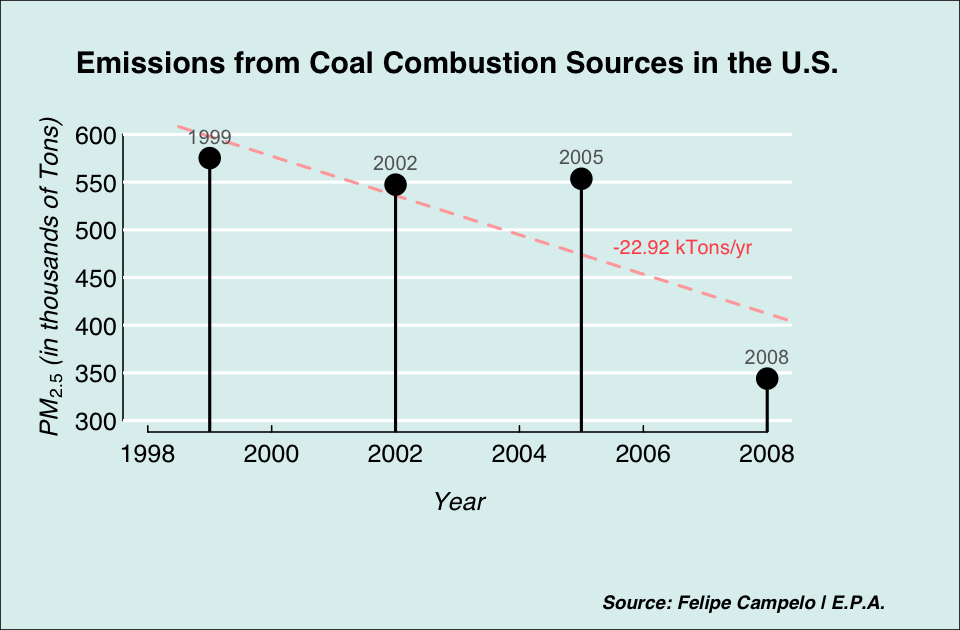 Emissions from Coal Combustion Sources in the U.S.
PM2.5 (in thousands of Tons)
600
550
500
450
400
350
300
1999
2002
2005
-22.92 kTons/yr
2008
1998 2000 2002 2004 2006 2008
Year
Source: Felipe Campelo | E.P.A.